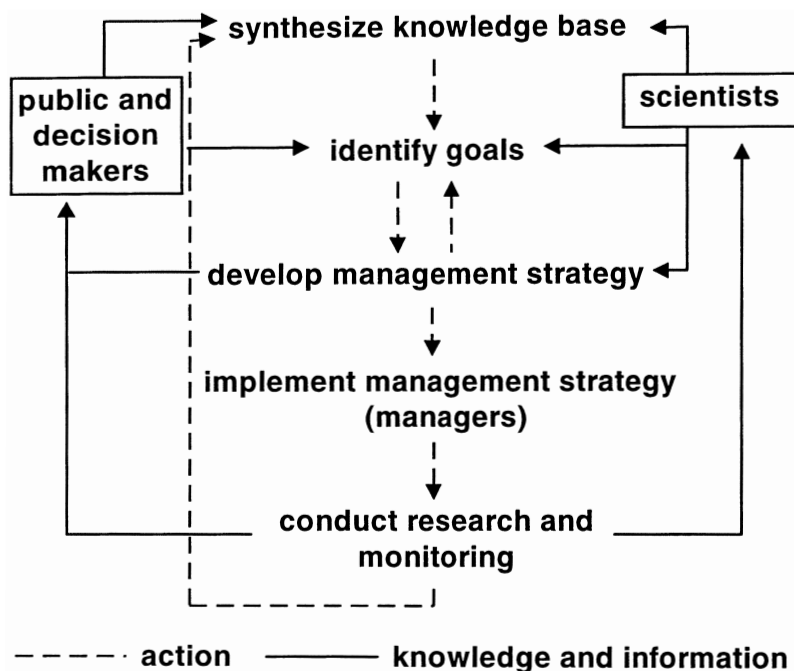 synthesize knowledge base
public and
decision
makers
scientists
identify goals
develop management strategy
implement management strategy
(managers)
conduct research and
monitoring
action
knowledge and information